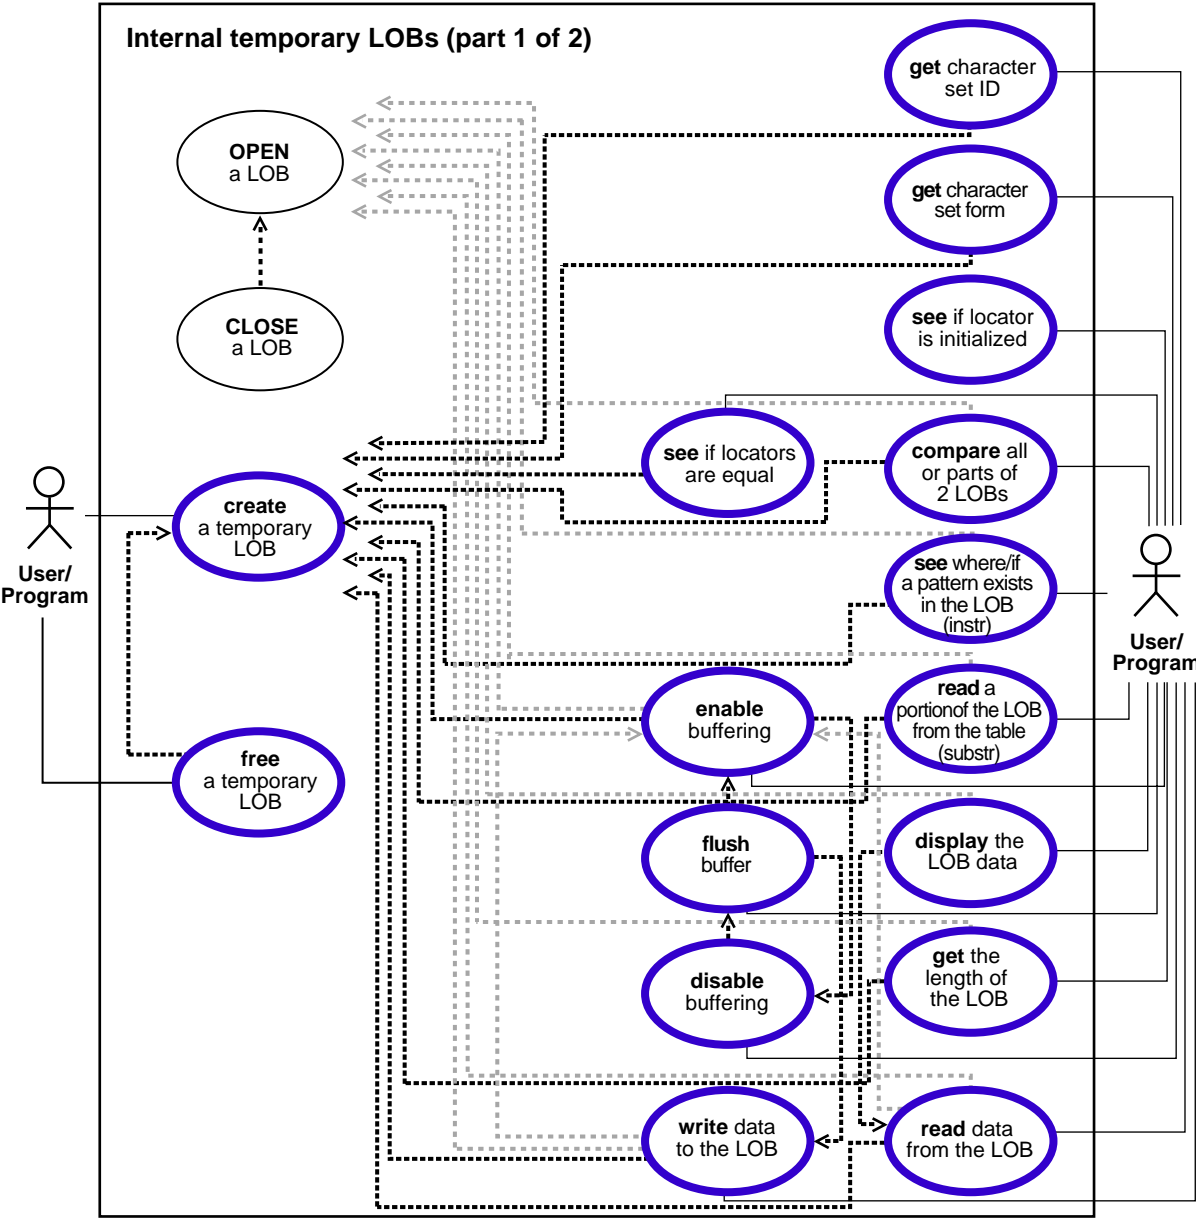 Internal temporary LOBs (part 1 of 2)
get character
set ID
OPEN
a LOB
get character
set form
CLOSE
a LOB
see if locator
is initialized
see if locators
are equal
compare all
or parts of
2 LOBs
create
a temporary
LOB
User/
Program
see where/if
a pattern exists
in the LOB
(instr)
User/
Program
enable
buffering
read a
portionof the LOB
from the table
(substr)
free
a temporary
LOB
flush
buffer
display the
LOB data
disable
buffering
get the
length of
the LOB
write data
to the LOB
read data
from the LOB